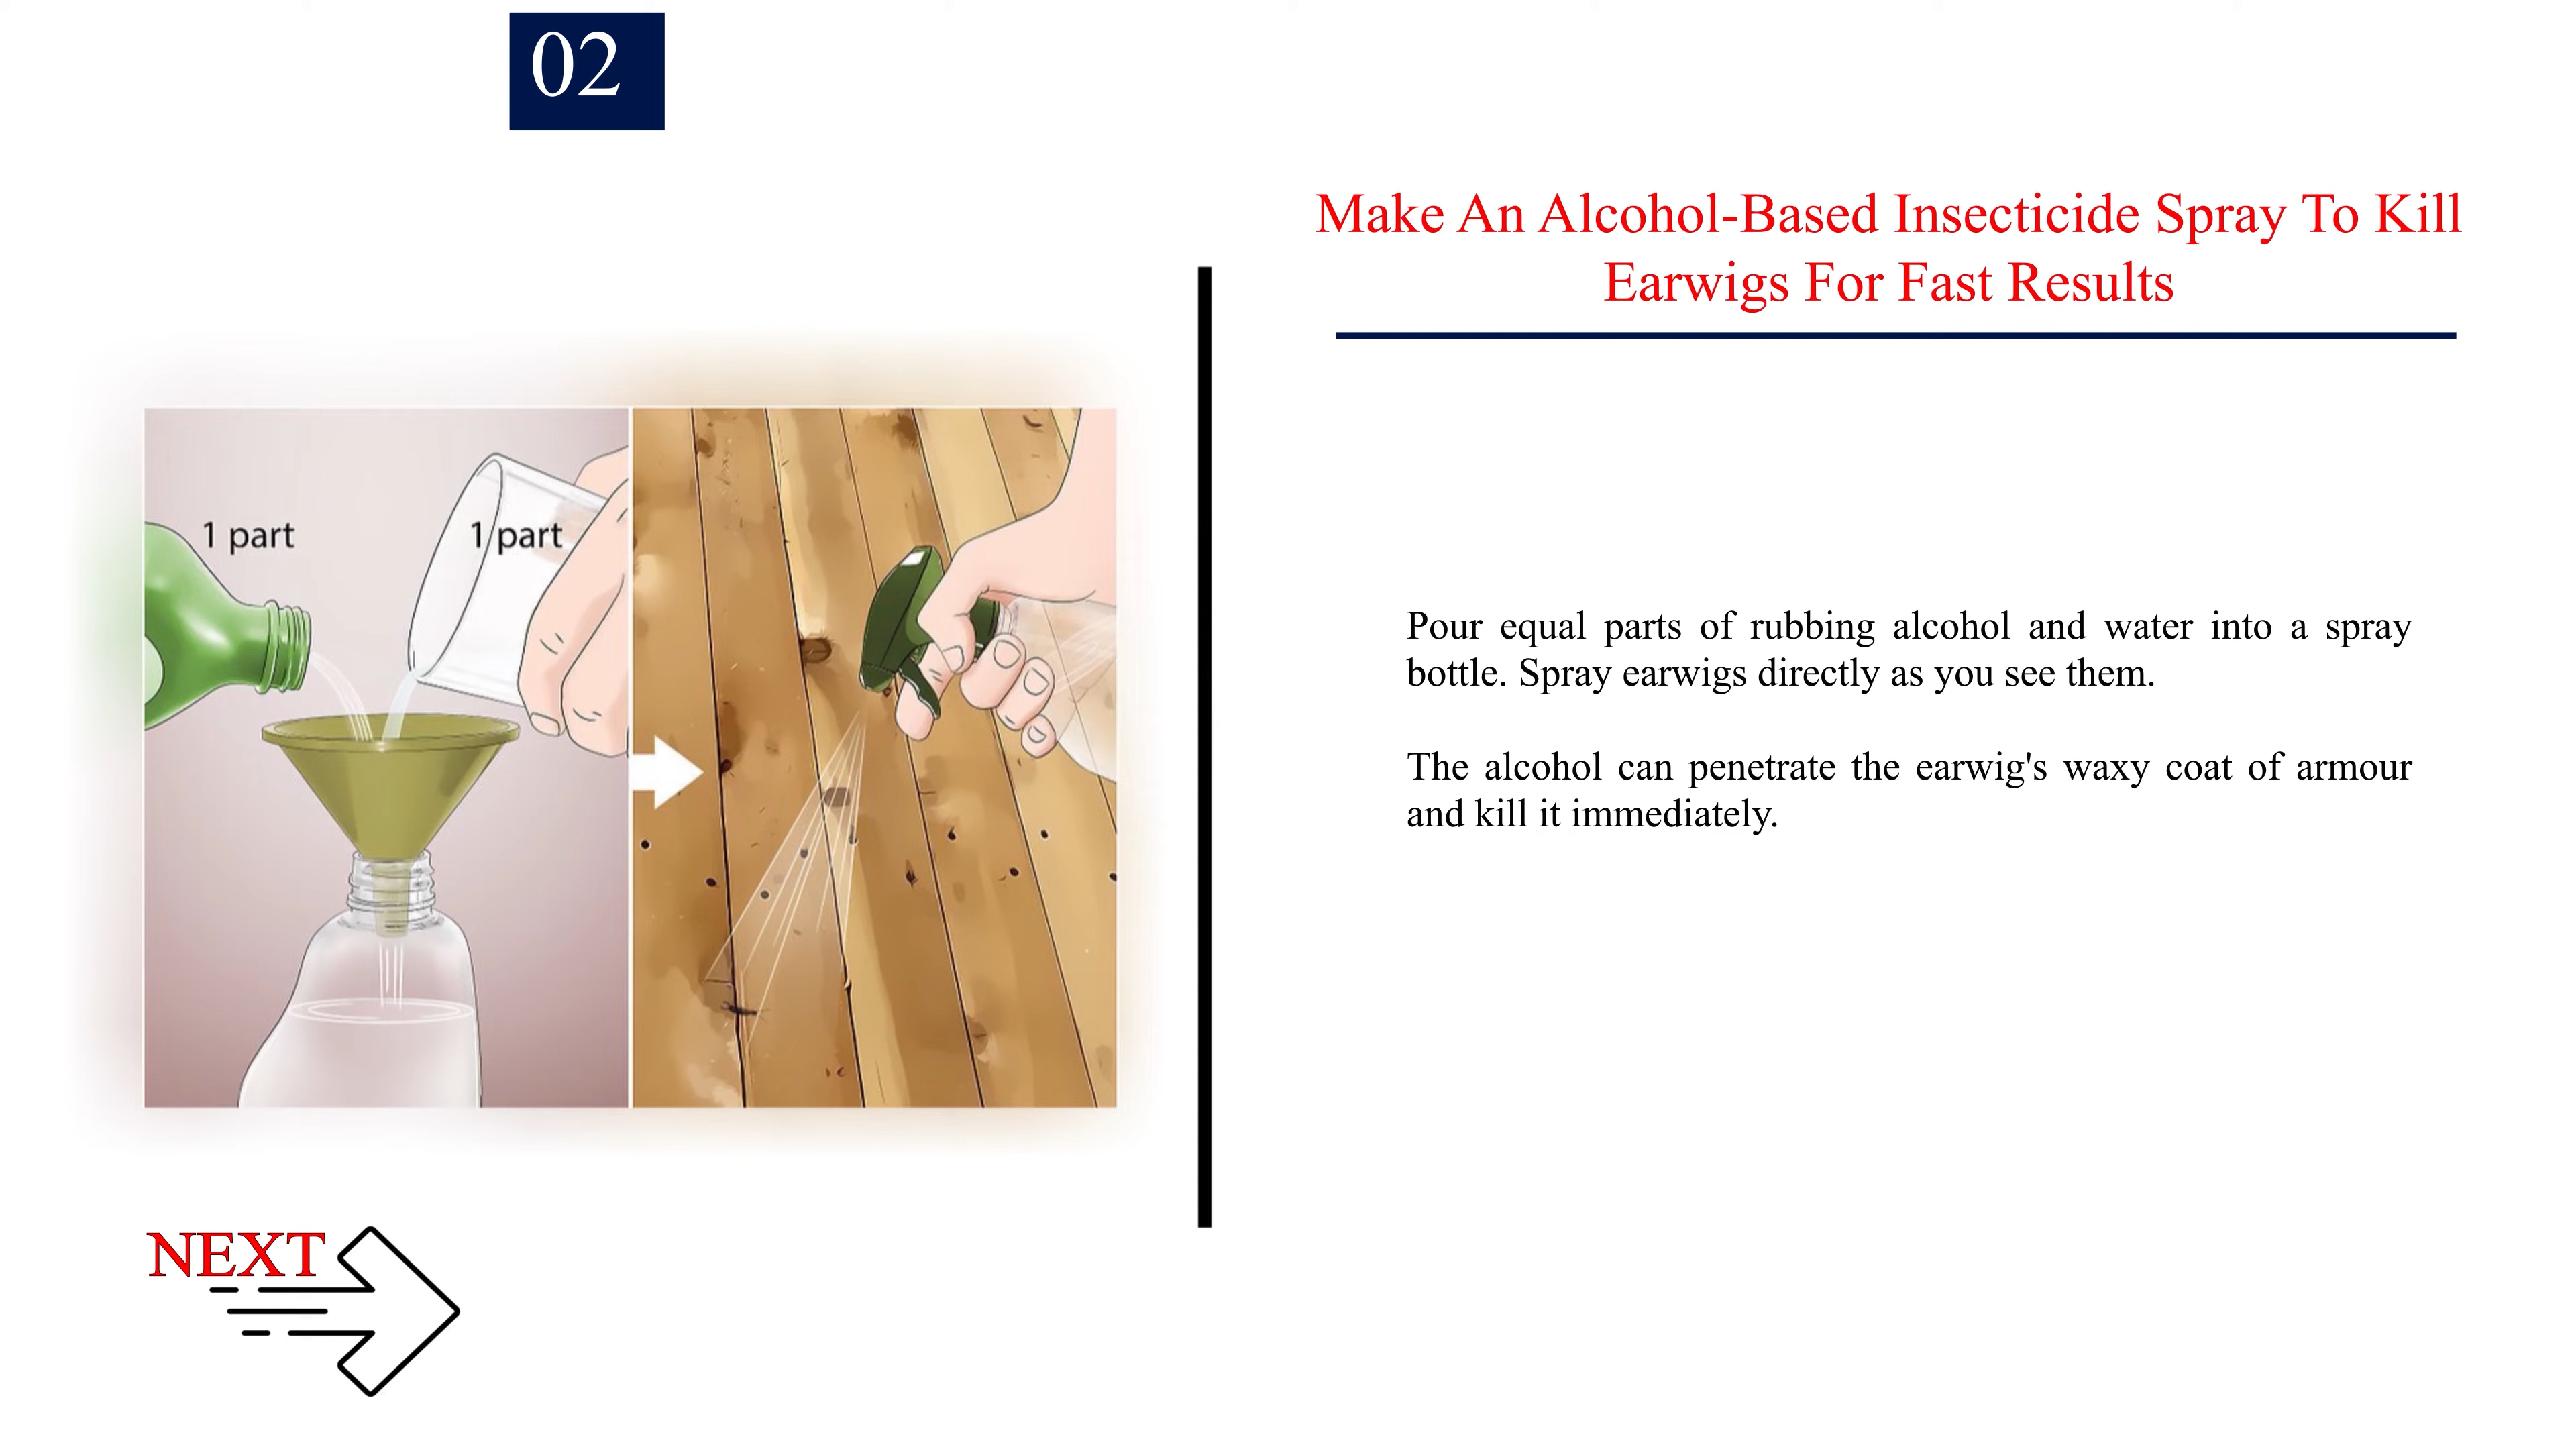 02
Make An Alcohol-Based Insecticide Spray To Kill
Earwigs For Fast Results
1 part
1 part
Pour equal parts of rubbing alcohol and water into a spray
bottle. Spray earwigs directly as you see them.
The alcohol can penetrate the earwig's waxy coat of armour
and kill it immediately.
NEXT